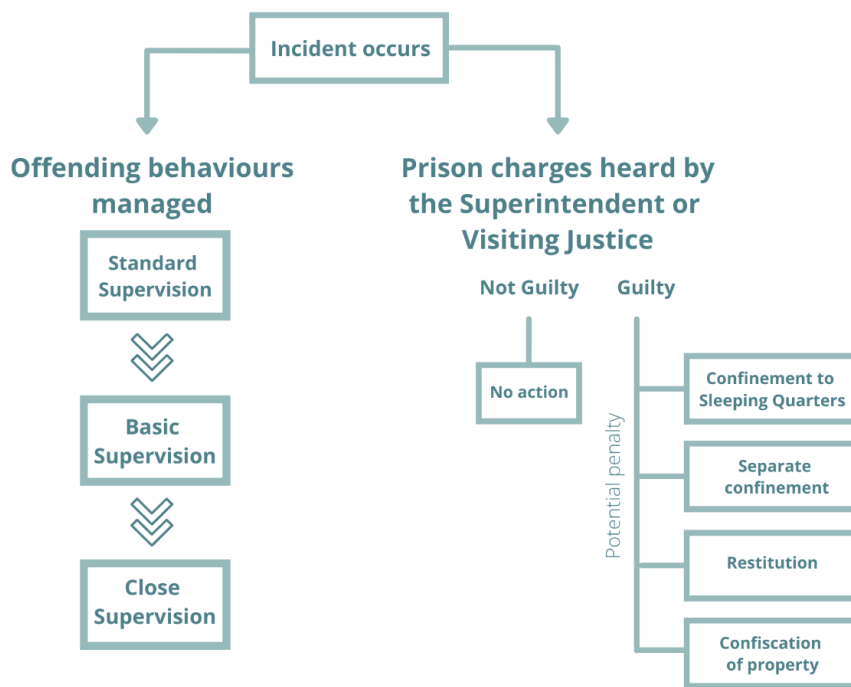 Incident occurs
Offending behaviours
managed
Standard
Supervision
Basic
Supervision
Close
Supervision
Prison charges heard by
the Superintendent or
Visiting Justice
Not Guilty
Guilty
No action
Potential penalty
Confinement to
Sleeping Quarters
Separate
confinement
Restitution
Confiscation
of property